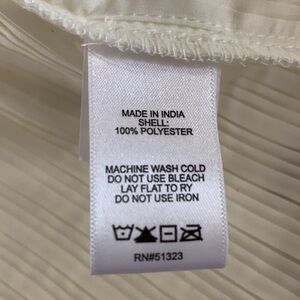 MADE IN INDIA
SHELL:
100% POLYESTER
MACHINE WASH COLD
DO NOT USE BLEACH
LAY FLAT TO RY
DO NOT USE IRON
RN#51323